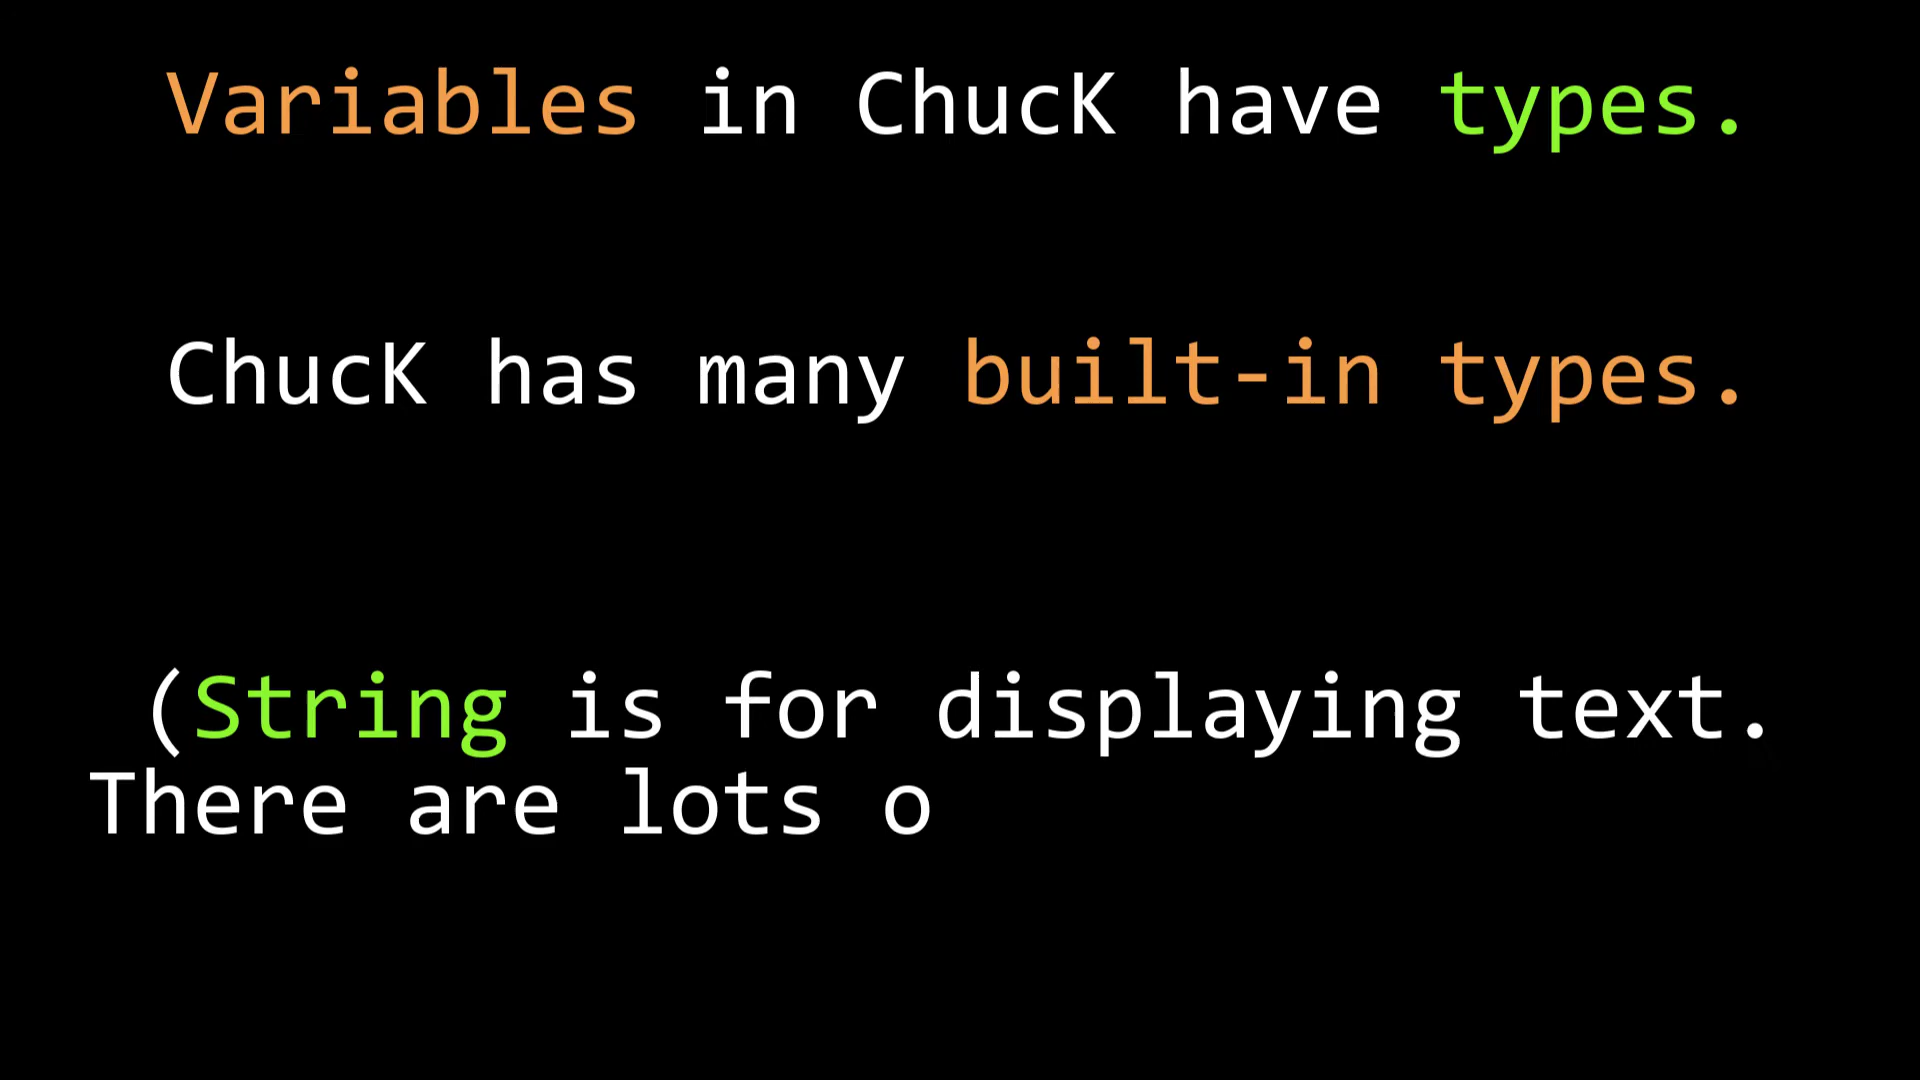 Variables in ChucK have types.
ChucK has many built-in types.
(String is for displaying text.
There are lots o